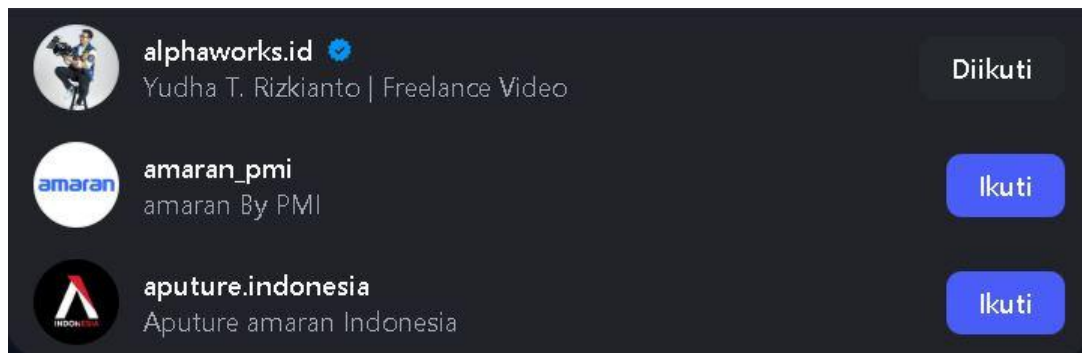 alphaworks.id
Yudha T. Rizkianto | Freelance Video
Diikuti
amaran
amaran_pmi
amaran By PMI
Ikuti
INDONESIA
aputure.indonesia
Aputure amaran Indonesia
Ikuti